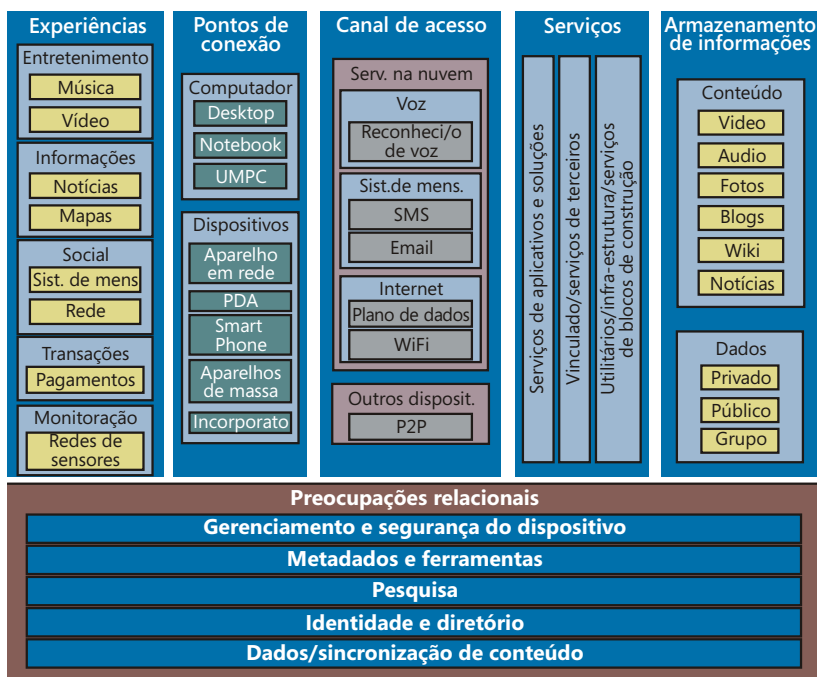 Experiências
Entretenimento
Música
Vídeo
Informações
Notícias
Mapas
Social
Sist. de mens
Rede
Transações
Pagamentos
Monitoração
Redes de
sensores
Pontos de
conexão
Computador
Desktop
Notebook
UMPC
Dispositivos
Aparelho
em rede
PDA
Smart
Phone
Aparelhos
de massa
Incorporato
Canal de acesso
Serv. na nuvem
Voz
Reconheci/o
de voz
Sist.de mens.
SMS
Email
Internet
Plano de dados
WiFi
Outros disposit.
P2P
Serviços
Serviços de aplicativos e soluções
Vinculado/serviços de terceiros
Utilitários/infra-estrutura/serviços
de blocos de construção
Armazenamento
de informações
Conteúdo
Video
Audio
Fotos
Blogs
Wiki
Notícias
Dados
Privado
Público
Grupo
Preocupações relacionais
Gerenciamento e segurança do dispositivo
Metadados e ferramentas
Pesquisa
Identidade e diretório
Dados/sincronização de conteúdo